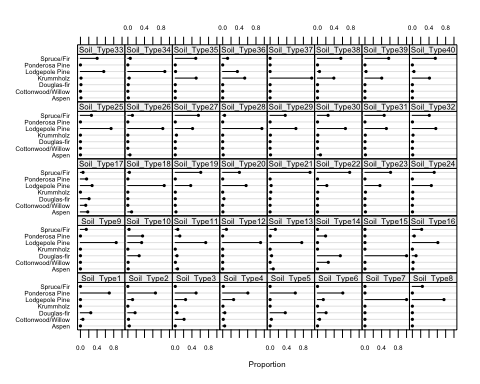 0.0 0.4 0.8 0.0 0.4 0.8 0.0 0.4 0.8 0.0 0.4 0.8
Soil_Type33 Soil_Type34 Soil_Type35 Soil_Type36 Soil_Type37 Soil_Type38 Soil_Type39 Soil_Type40
Spruce/Fir
Ponderosa Pine
Lodgepole Pine
Krummholz
Douglas-fir
Cottonwood/Willow
Aspen
Soil_Type25 Soil_Type26 Soil_Type27 Soil_Type28 Soil_Type29 Soil_Type30 Soil_Type31 Soil_Type32
Spruce/Fir
Ponderosa Pine
Lodgepole Pine
Krummholz
Douglas-fir
Cottonwood/Willow
Aspen
Soil_Type17 Soil_Type18 Soil_Type19 Soil_Type20 Soil_Type21 Soil_Type22 Soil_Type23 Soil_Type24
Spruce/Fir
Ponderosa Pine
Lodgepole Pine
Krummholz
Douglas-fir
Cottonwood/Willow
Aspen
Soil_Type9 Soil_Type10 Soil_Type11 Soil_Type12 Soil_Type13 Soil_Type14 Soil_Type15 Soil_Type16
Spruce/Fir
Ponderosa Pine
Lodgepole Pine
Krummholz
Douglas-fir
Cottonwood/Willow
Aspen
Soil_Type1 Soil_Type2 Soil_Type3 Soil_Type4 Soil_Type5 Soil_Type6 Soil_Type7 Soil_Type8
Spruce/Fir
Ponderosa Pine
Lodgepole Pine
Krummholz
Douglas-fir
Cottonwood/Willow
Aspen
0.0 0.4 0.8 0.0 0.4 0.8 0.0 0.4 0.8 0.0 0.4 0.8
Proportion